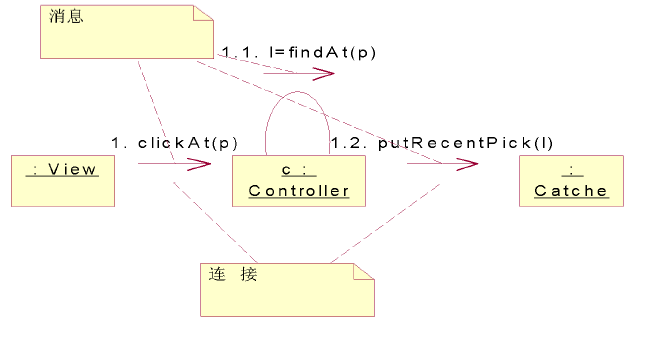 消息
1.1. l=findAt(p)
1. clickAt(p)
1.2. putRecentPick(l)
: View
c :
Controller
:
Catche
连 接